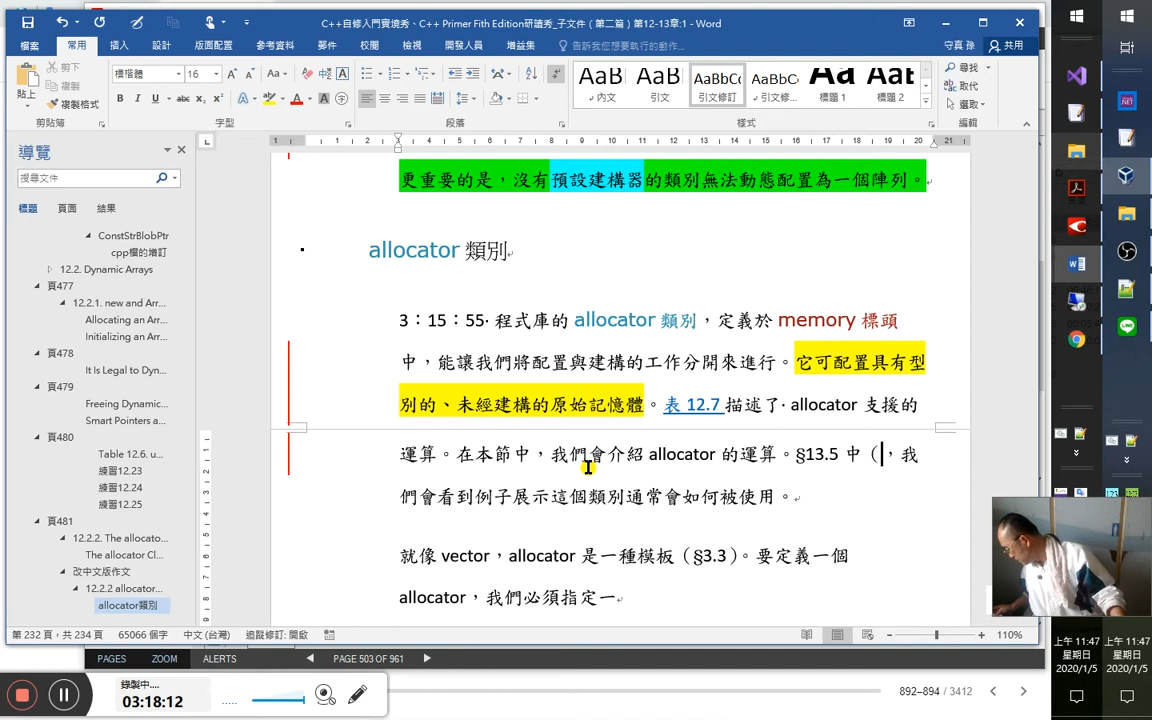 C++自修入門實境秀、C++ Primer Fith Edition研讀秀_子文件（第二篇）第12-13章:1 - Word
檔案 常用 插入 設計 版面配置 參考資料 郵件 校閱 檢視 開發人員 增益集 告訴我您想執行的動作... 守真 孫 共用
剪下
複製
貼上 複製格式
標楷體 16
AaB AaB AaBbCc AaBbCc AaB AaB
內文 引文 引文修訂 引文修... 標題 1 標題 2
尋找
取代
選取
剪貼簿 字型 段落 樣式 編輯
導覽
搜尋文件
標題 頁面 結果
ConstStrBlobPtr
cpp檔的增訂
12.2. Dynamic Arrays
頁477
12.2.1. new and Arr...
Allocating an Arr...
Initializing an Arr...
頁478
It Is Legal to Dyn...
頁479
Freeing Dynamic...
Smart Pointers a...
頁480
Table 12.6. u...
練習12.23
練習12.24
練習12.25
頁481
12.2.2. The allocato...
The allocator Cl...
改中文版作文
12.2.2 allocator...
allocator類別
更重要的是，沒有預設建構器的類別無法動態配置為一個陣列。
allocator 類別
3：15：55 程式庫的 allocator 類別，定義於 memory 標頭
中，能讓我們將配置與建構的工作分開來進行。它可配置具有型
別的、未經建構的原始記憶體。表 12.7 描述了 allocator 支援的
運算。在本節中，我們會介紹 allocator 的運算。§13.5 中（，我
們會看到例子展示這個類別通常會如何被使用。
就像 vector，allocator 是一種模板（§3.3）。要定義一個
allocator，我們必須指定一
第 232 頁，共 234 頁 65066 個字 中文 (台灣) 追蹤修訂: 開啟 110%
PAGES ZOOM ALERTS PAGE 503 OF 961
錄製中....
03:18:12
892–894 / 3412
上午 11:47
星期日
2020/1/5
上午 11:47
星期日
2020/1/5